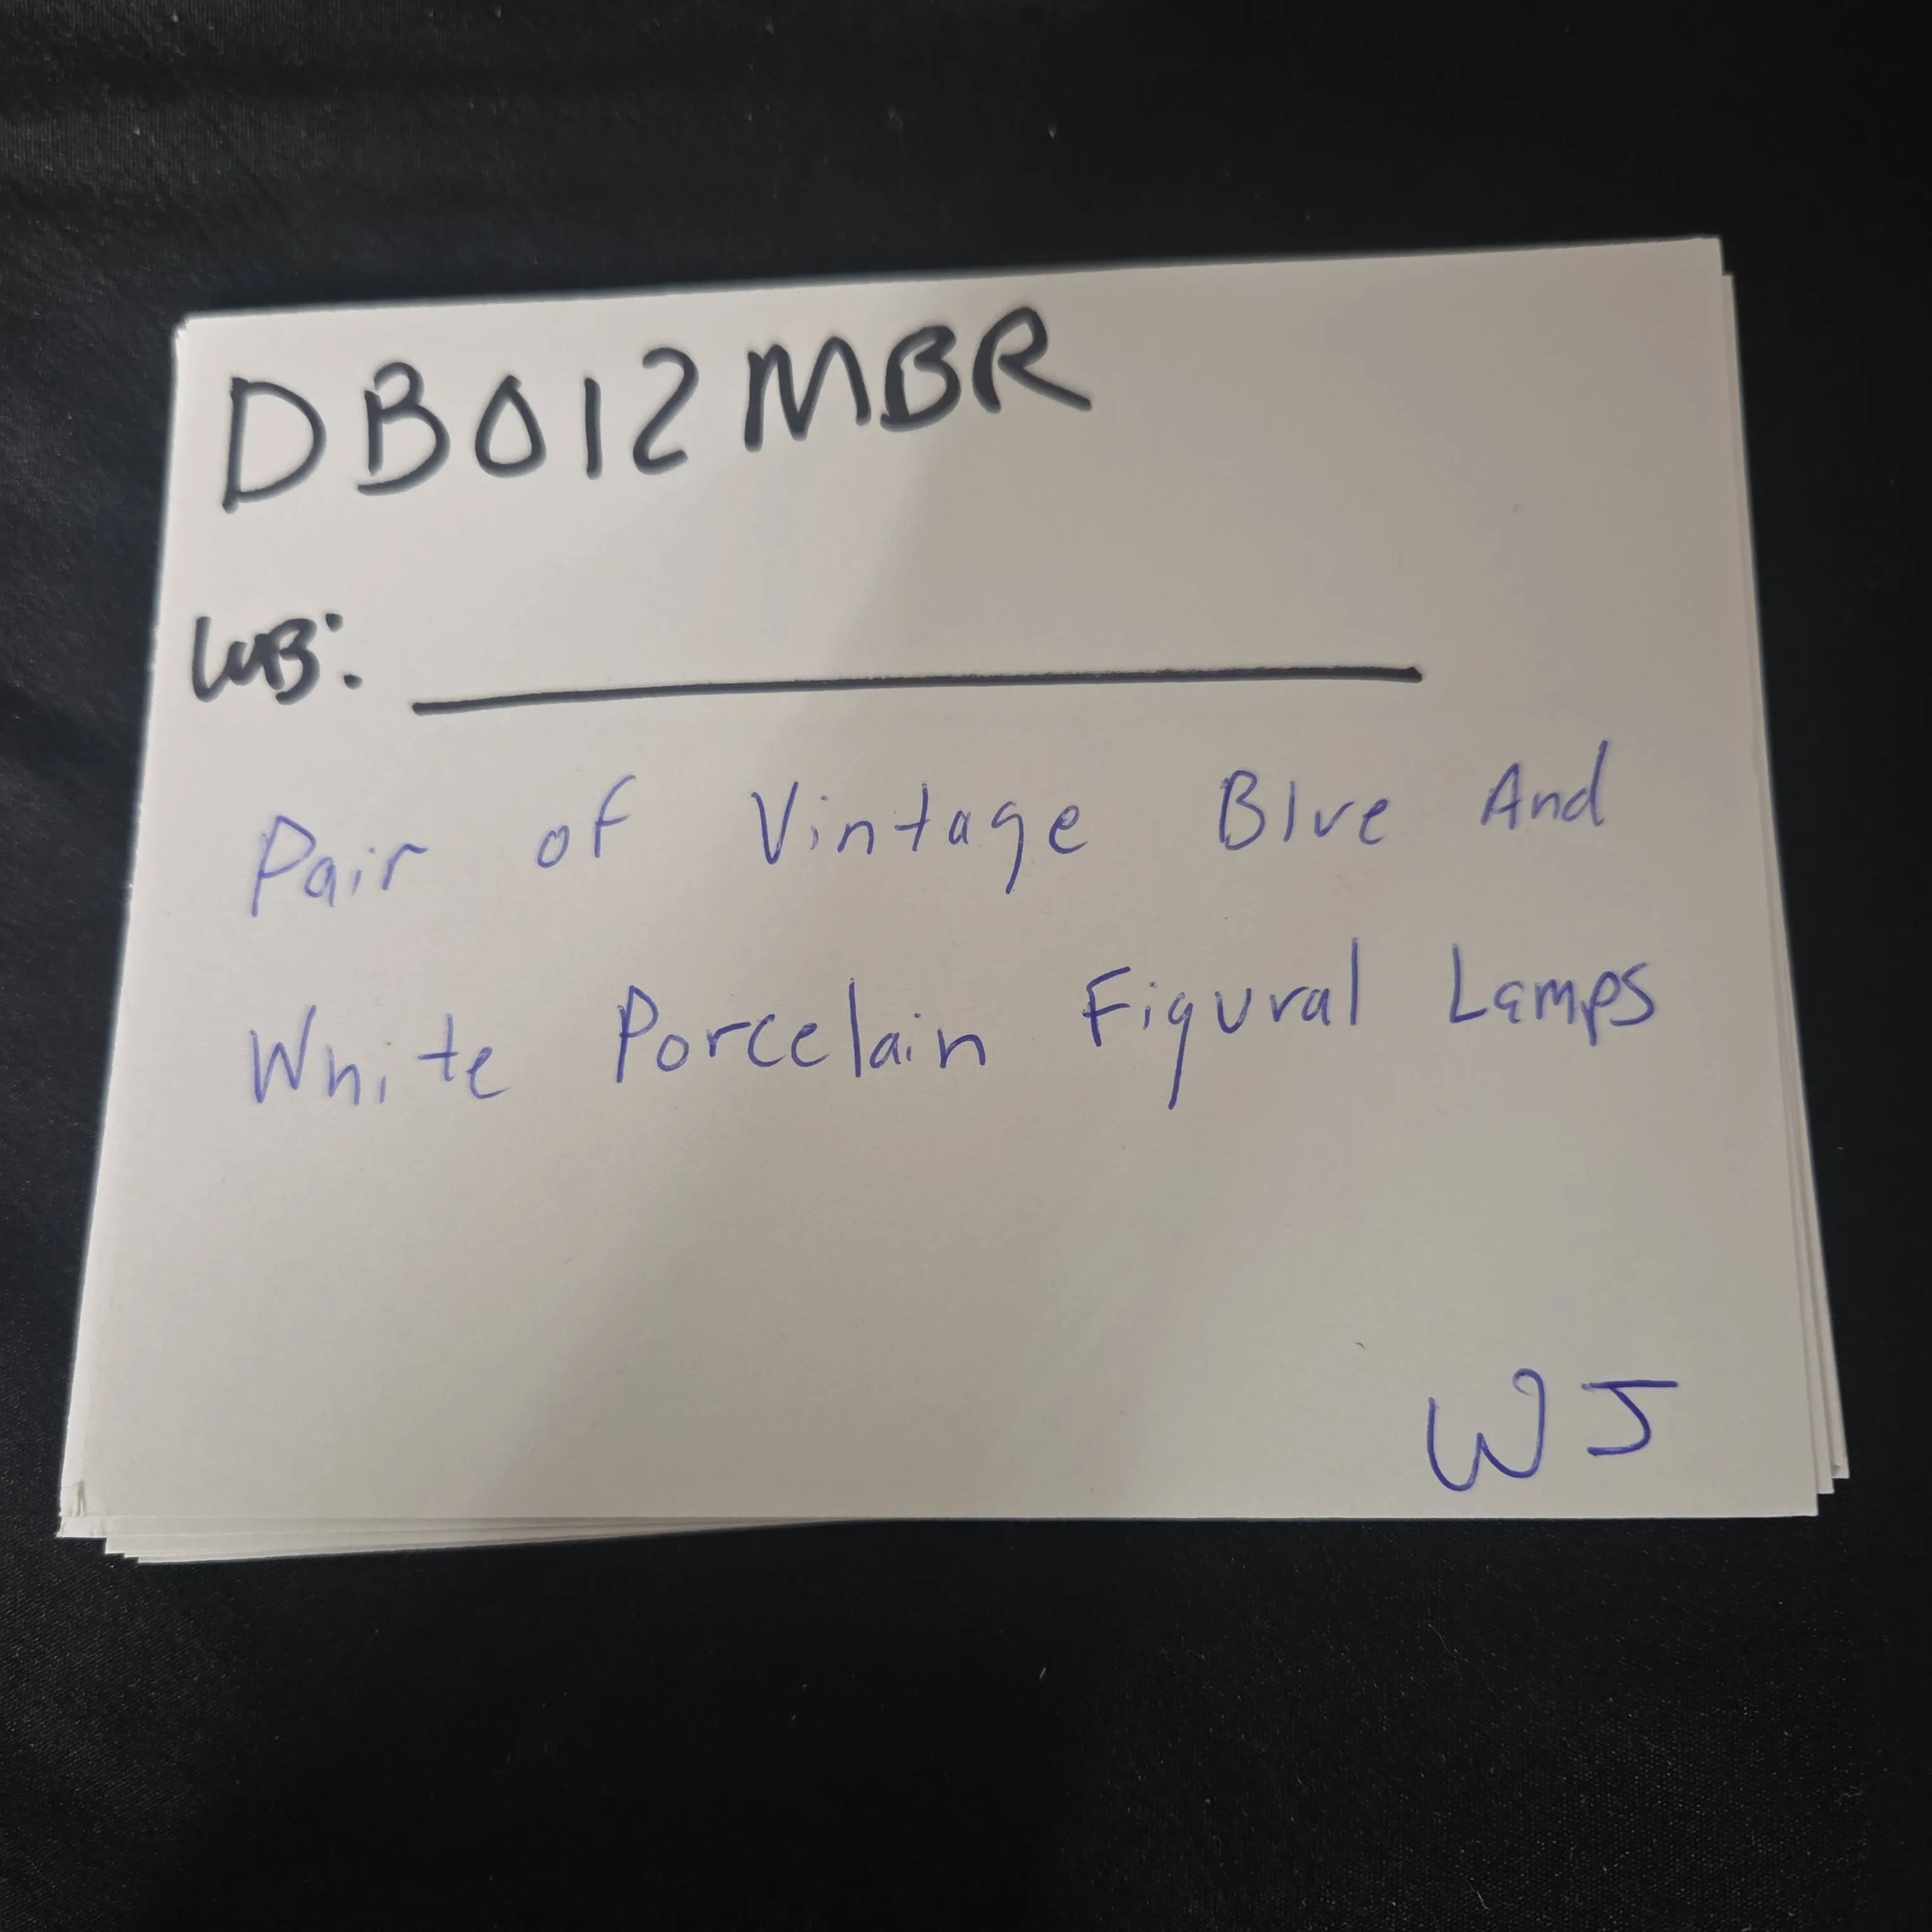 DB012MBR
WB:
Pair of Vintage Blue And
White Porcelain Figural Lamps
WJ